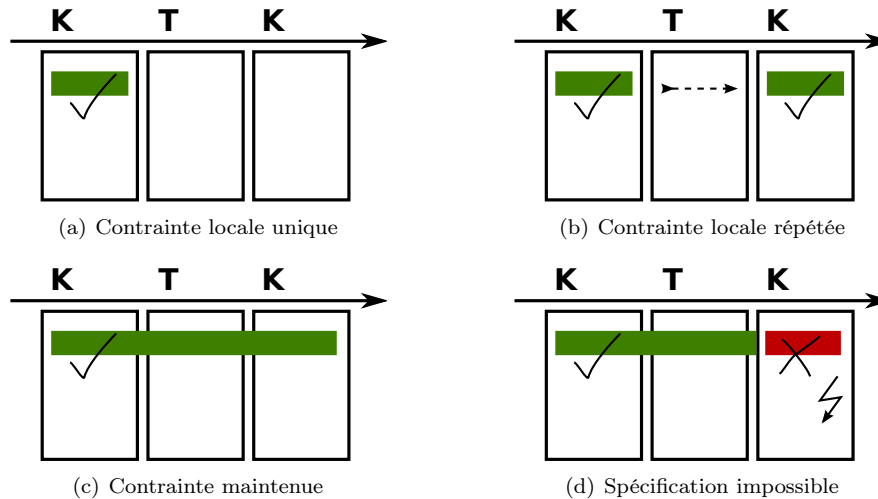 K T K
K T K
(a) Contrainte locale unique
(b) Contrainte locale répétée
K T K
K T K
(c) Contrainte maintenue
(d) Spécification impossible